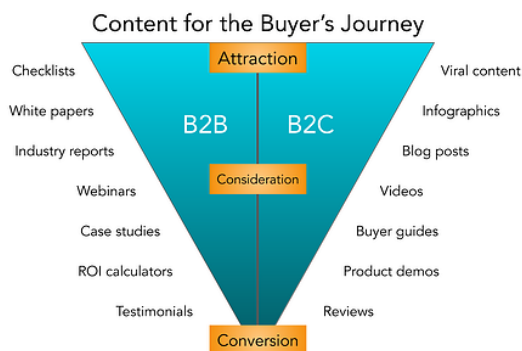 Content for the Buyer's Journey
Attraction
Checklists
Viral content
White papers
Infographics
B2B
B2C
Industry reports
Blog posts
Consideration
Webinars
Videos
Case studies
Buyer guides
ROI calculators
Product demos
Testimonials
Reviews
Conversion